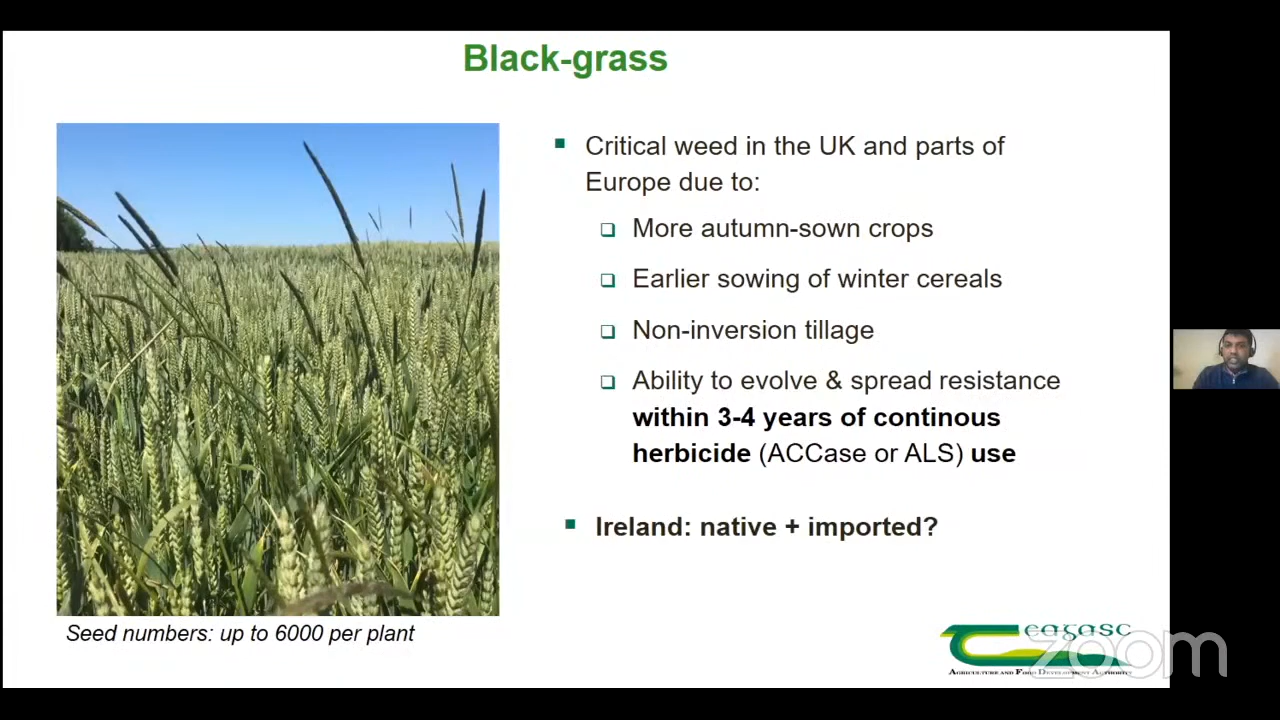 Black-grass
Critical weed in the UK and parts of
Europe due to:
More autumn-sown crops
Earlier sowing of winter cereals
Non-inversion tillage
Ability to evolve & spread resistance
within 3-4 years of continous
herbicide (ACCase or ALS) use
Ireland: native + imported?
Seed numbers: up to 6000 per plant
eagasc
zoom
AGRICULTURE AND FOOD DEVELOPMENT AUTHORITY